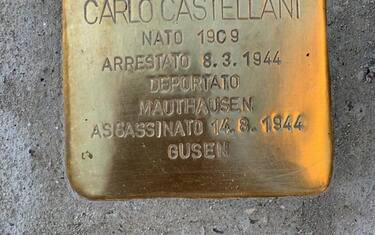 CARLO CASTELLANI
NATO 1909
ARRESTATO 8.3.1944
DEPORTATO
MAUTHAUSEN
ASSASSINATO 14.8.1944
GUSEN